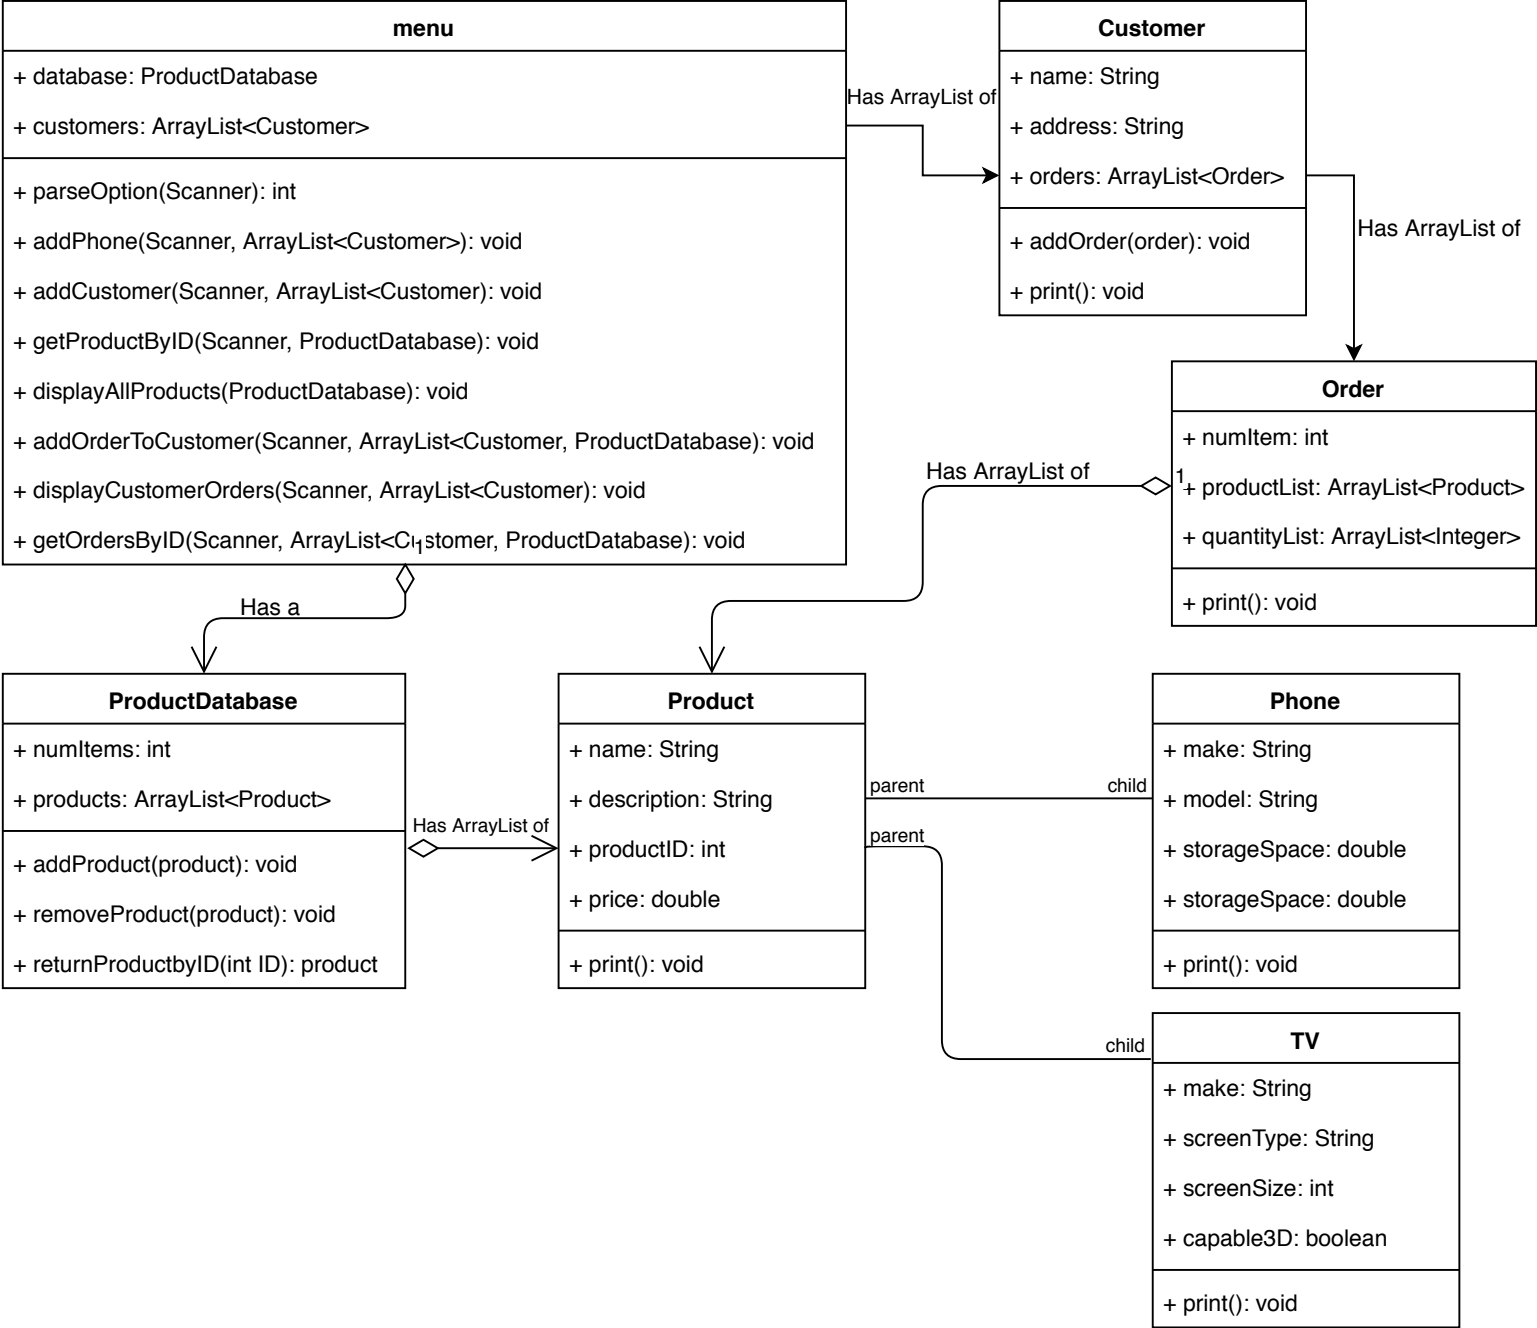 menu
+ database: ProductDatabase
+ customers: ArrayList<Customer>
+ parseOption(Scanner): int
+ addPhone(Scanner, ArrayList<Customer>): void
+ addCustomer(Scanner, ArrayList<Customer): void
+ getProductByID(Scanner, ProductDatabase): void
+ displayAllProducts(ProductDatabase): void
+ addOrderToCustomer(Scanner, ArrayList<Customer, ProductDatabase): void
+ displayCustomerOrders(Scanner, ArrayList<Customer): void
+ getOrdersByID(Scanner, ArrayList<Customer, ProductDatabase): void
1
Has ArrayList of
Customer
+ name: String
+ address: String
+ orders: ArrayList<Order>
+ addOrder(order): void
+ print(): void
Has ArrayList of
Order
+ numItem: int
1
+ productList: ArrayList<Product>
+ quantityList: ArrayList<Integer>
+ print(): void
Has ArrayList of
Has a
ProductDatabase
+ numItems: int
+ products: ArrayList<Product>
+ addProduct(product): void
+ removeProduct(product): void
+ returnProductbyID(int ID): product
Has ArrayList of
Product
+ name: String
+ description: String
+ productID: int
+ price: double
+ print(): void
parent
child
parent
child
Phone
+ make: String
+ model: String
+ storageSpace: double
+ storageSpace: double
+ print(): void
TV
+ make: String
+ screenType: String
+ screenSize: int
+ capable3D: boolean
+ print(): void